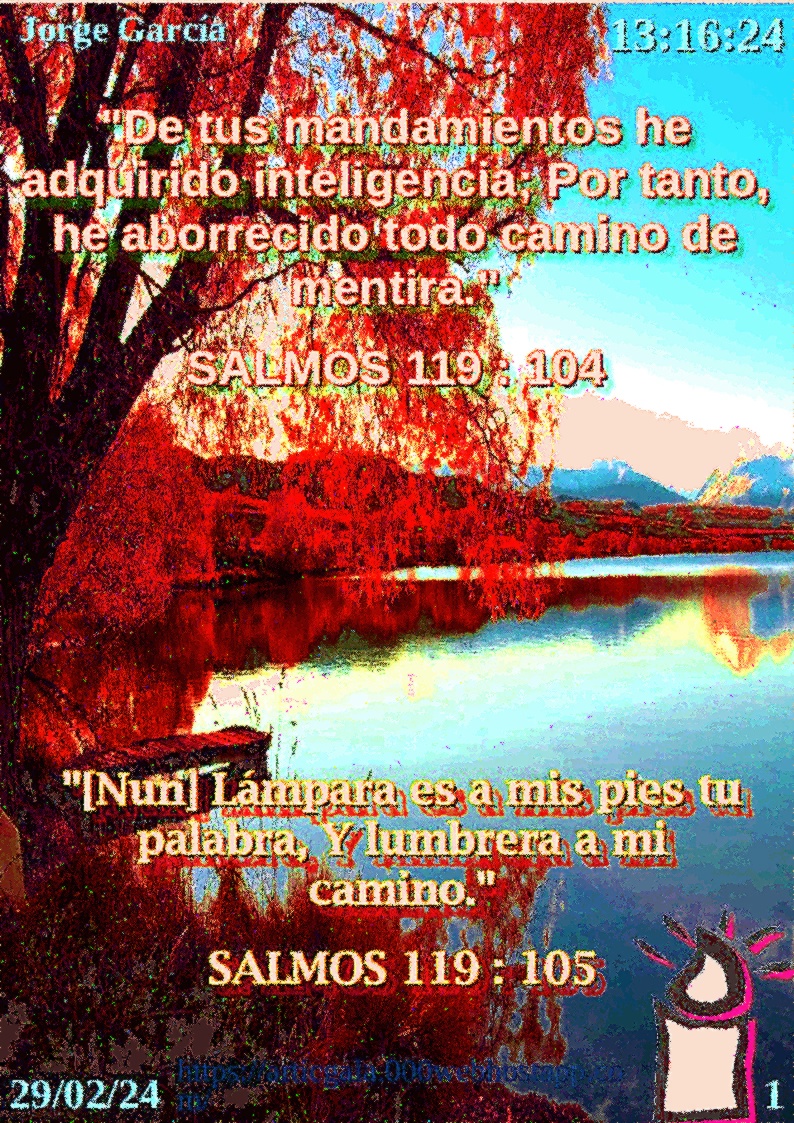 Jorge García
13:16:24
"De tus mandamientos he
adquirido inteligencia; Por tanto,
he aborrecido todo camino de
mentira."
SALMOS 119 : 104
"[Nun] Lámpara es a mis pies tu
palabra, Y lumbrera a mi
camino."
SALMOS 119 : 105
29/02/24
1